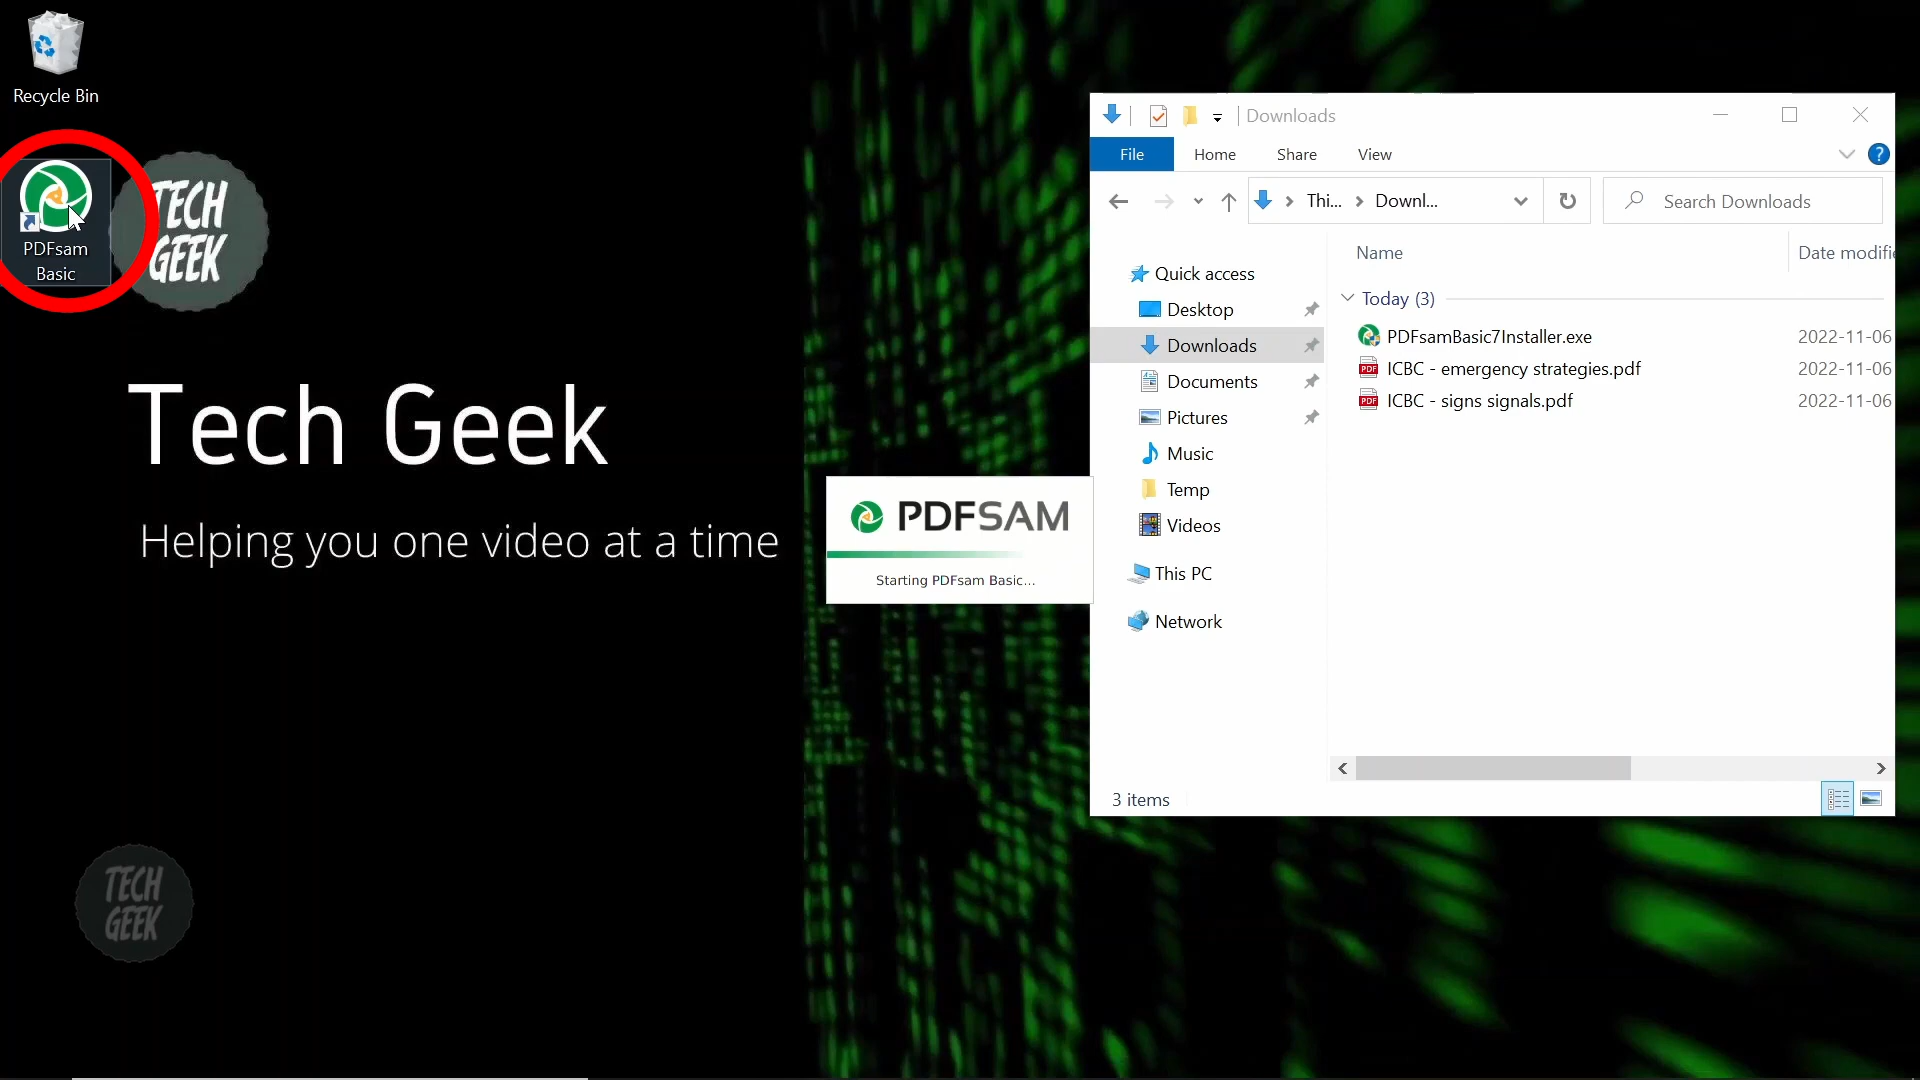 Recycle Bin
PDFsam
Basic
TECH
GEEK
Tech Geek
Helping you one video at a time
TECH
GEEK
PDFSAM
Starting PDFsam Basic...
Downloads
File
Home
Share
View
?
Thi...
Downl...
Search Downloads
Quick access
Desktop
Downloads
Documents
Pictures
Music
Temp
Videos
This PC
Network
Name
Date modifi
Today (3)
PDFsamBasic7Installer.exe
2022-11-06
PDF
ICBC - emergency strategies.pdf
2022-11-06
PDF
ICBC - signs signals.pdf
2022-11-06
3 items